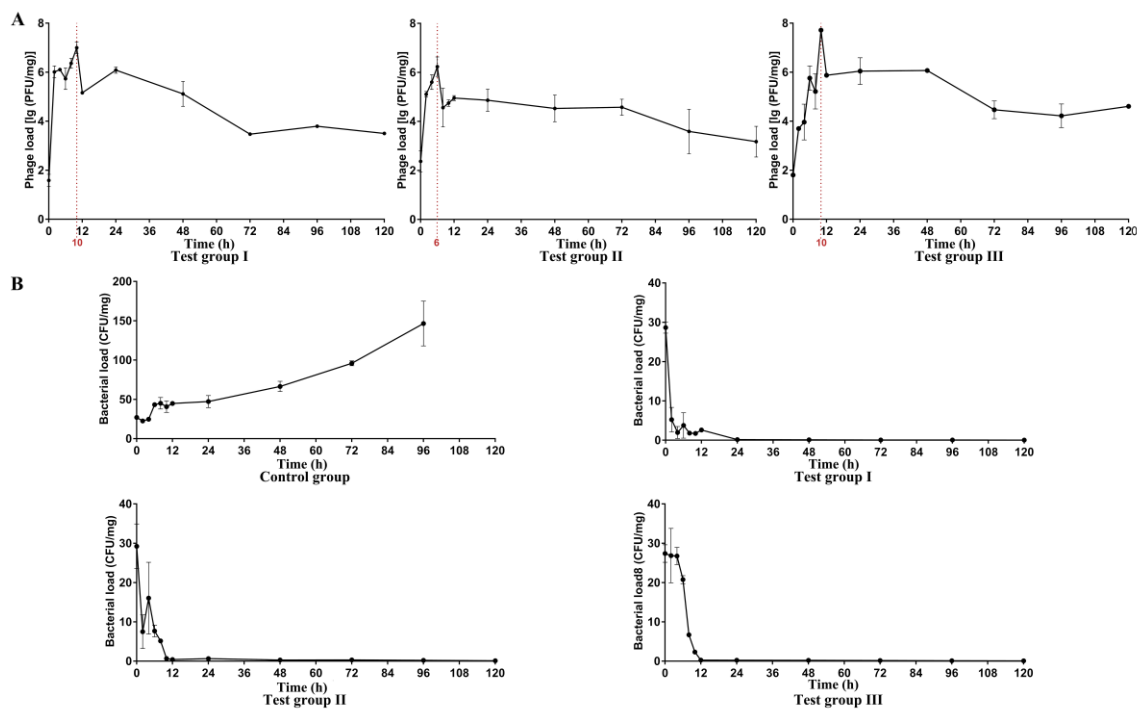 A
Phage load [lg (PFU/mg)]
8
6
4
2
0
0 12 24 36 48 60 72 84 96 108 120
10
Time (h)
Test group I
Phage load [lg (PFU/mg)]
8
6
4
2
0
0 12 24 36 48 60 72 84 96 108 120
6
Time (h)
Test group II
Phage load [lg (PFU/mg)]
8
6
4
2
0
0 12 24 36 48 60 72 84 96 108 120
10
Time (h)
Test group III
B
Bacterial load (CFU/mg)
200
150
100
50
0
0 12 24 36 48 60 72 84 96 108 120
Time (h)
Control group
Bacterial load (CFU/mg)
40
30
20
10
0
0 12 24 36 48 60 72 84 96 108 120
Time (h)
Test group I
Bacterial load (CFU/mg)
40
30
20
10
0
0 12 24 36 48 60 72 84 96 108 120
Time (h)
Test group II
Bacterial load8 (CFU/mg)
40
30
20
10
0
0 12 24 36 48 60 72 84 96 108 120
Time (h)
Test group III